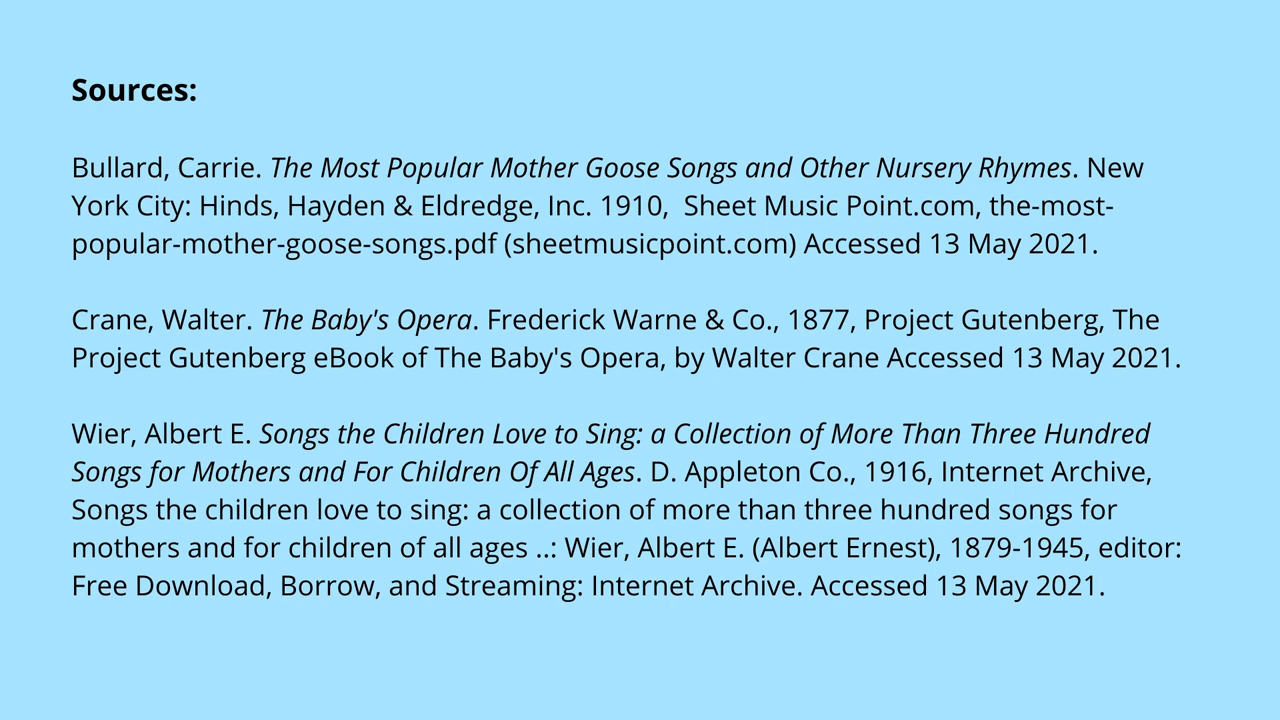 Sources:
Bullard, Carrie. The Most Popular Mother Goose Songs and Other Nursery Rhymes. New
York City: Hinds, Hayden & Eldredge, Inc. 1910,  Sheet Music Point.com, the-most-
popular-mother-goose-songs.pdf (sheetmusicpoint.com) Accessed 13 May 2021.
Crane, Walter. The Baby's Opera. Frederick Warne & Co., 1877, Project Gutenberg, The
Project Gutenberg eBook of The Baby's Opera, by Walter Crane Accessed 13 May 2021.
Wier, Albert E. Songs the Children Love to Sing: a Collection of More Than Three Hundred
Songs for Mothers and For Children Of All Ages. D. Appleton Co., 1916, Internet Archive,
Songs the children love to sing: a collection of more than three hundred songs for
mothers and for children of all ages ..: Wier, Albert E. (Albert Ernest), 1879-1945, editor:
Free Download, Borrow, and Streaming: Internet Archive. Accessed 13 May 2021.